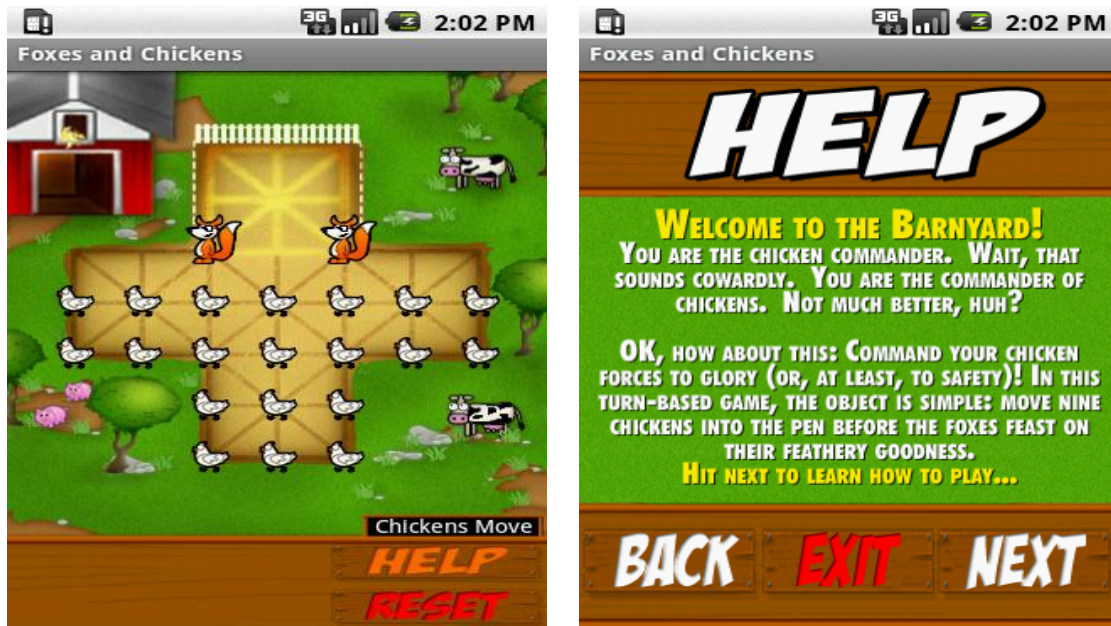 3G 2:02 PM
Foxes and Chickens
Chickens Move
HELP
RESET
3G 2:02 PM
Foxes and Chickens
HELP
WELCOME TO THE BARNYARD!
YOU ARE THE CHICKEN COMMANDER. WAIT, THAT
SOUNDS COWARDLY. YOU ARE THE COMMANDER OF
CHICKENS. NOT MUCH BETTER, HUH?
OK, HOW ABOUT THIS: COMMAND YOUR CHICKEN
FORCES TO GLORY (OR, AT LEAST, TO SAFETY)! IN THIS
TURN-BASED GAME, THE OBJECT IS SIMPLE: MOVE NINE
CHICKENS INTO THE PEN BEFORE THE FOXES FEAST ON
THEIR FEATHERY GOODNESS.
HIT NEXT TO LEARN HOW TO PLAY...
BACK EXIT NEXT